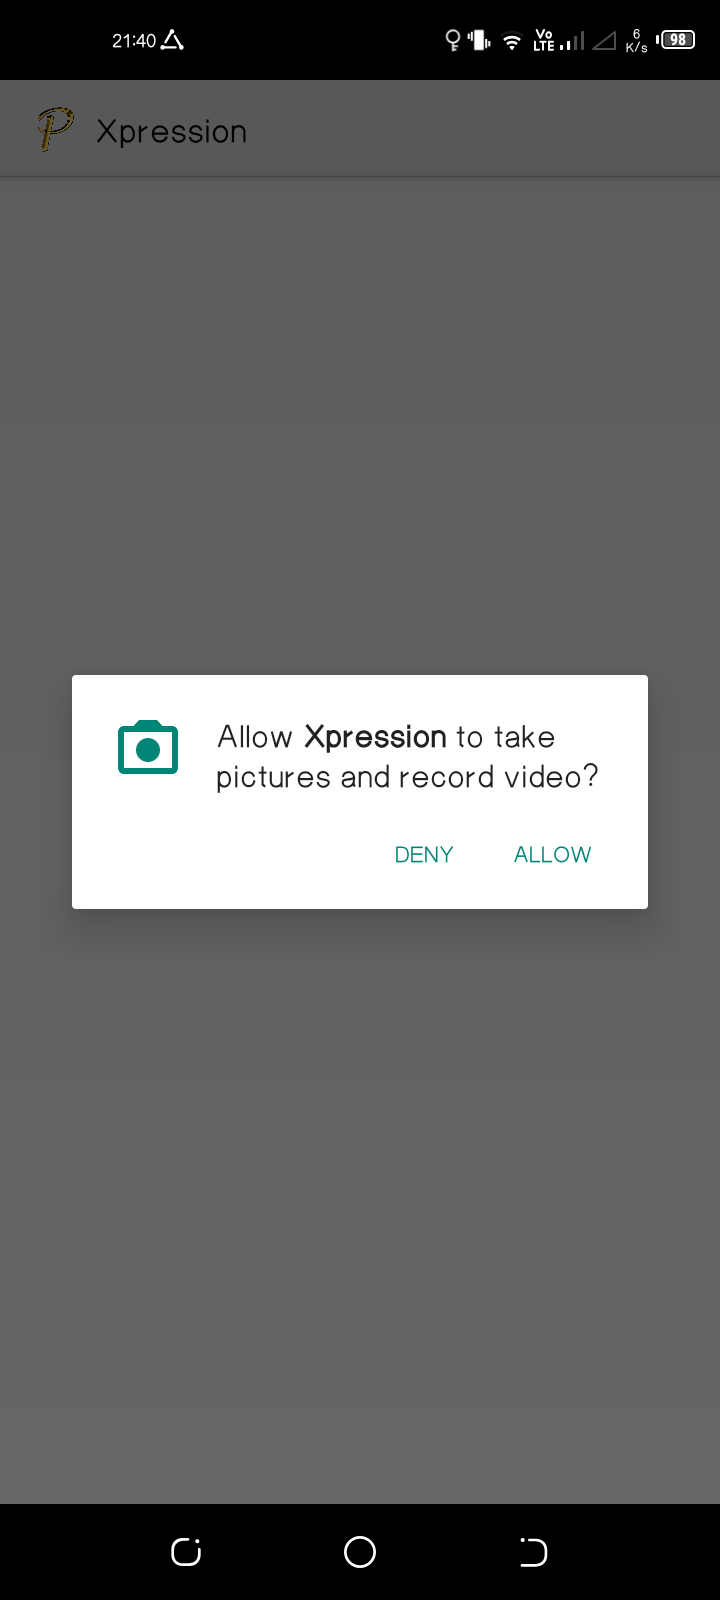 21:40 Vo LTE 6 K/s 98
P Xpression
Allow Xpression to take
pictures and record video?
DENY ALLOW